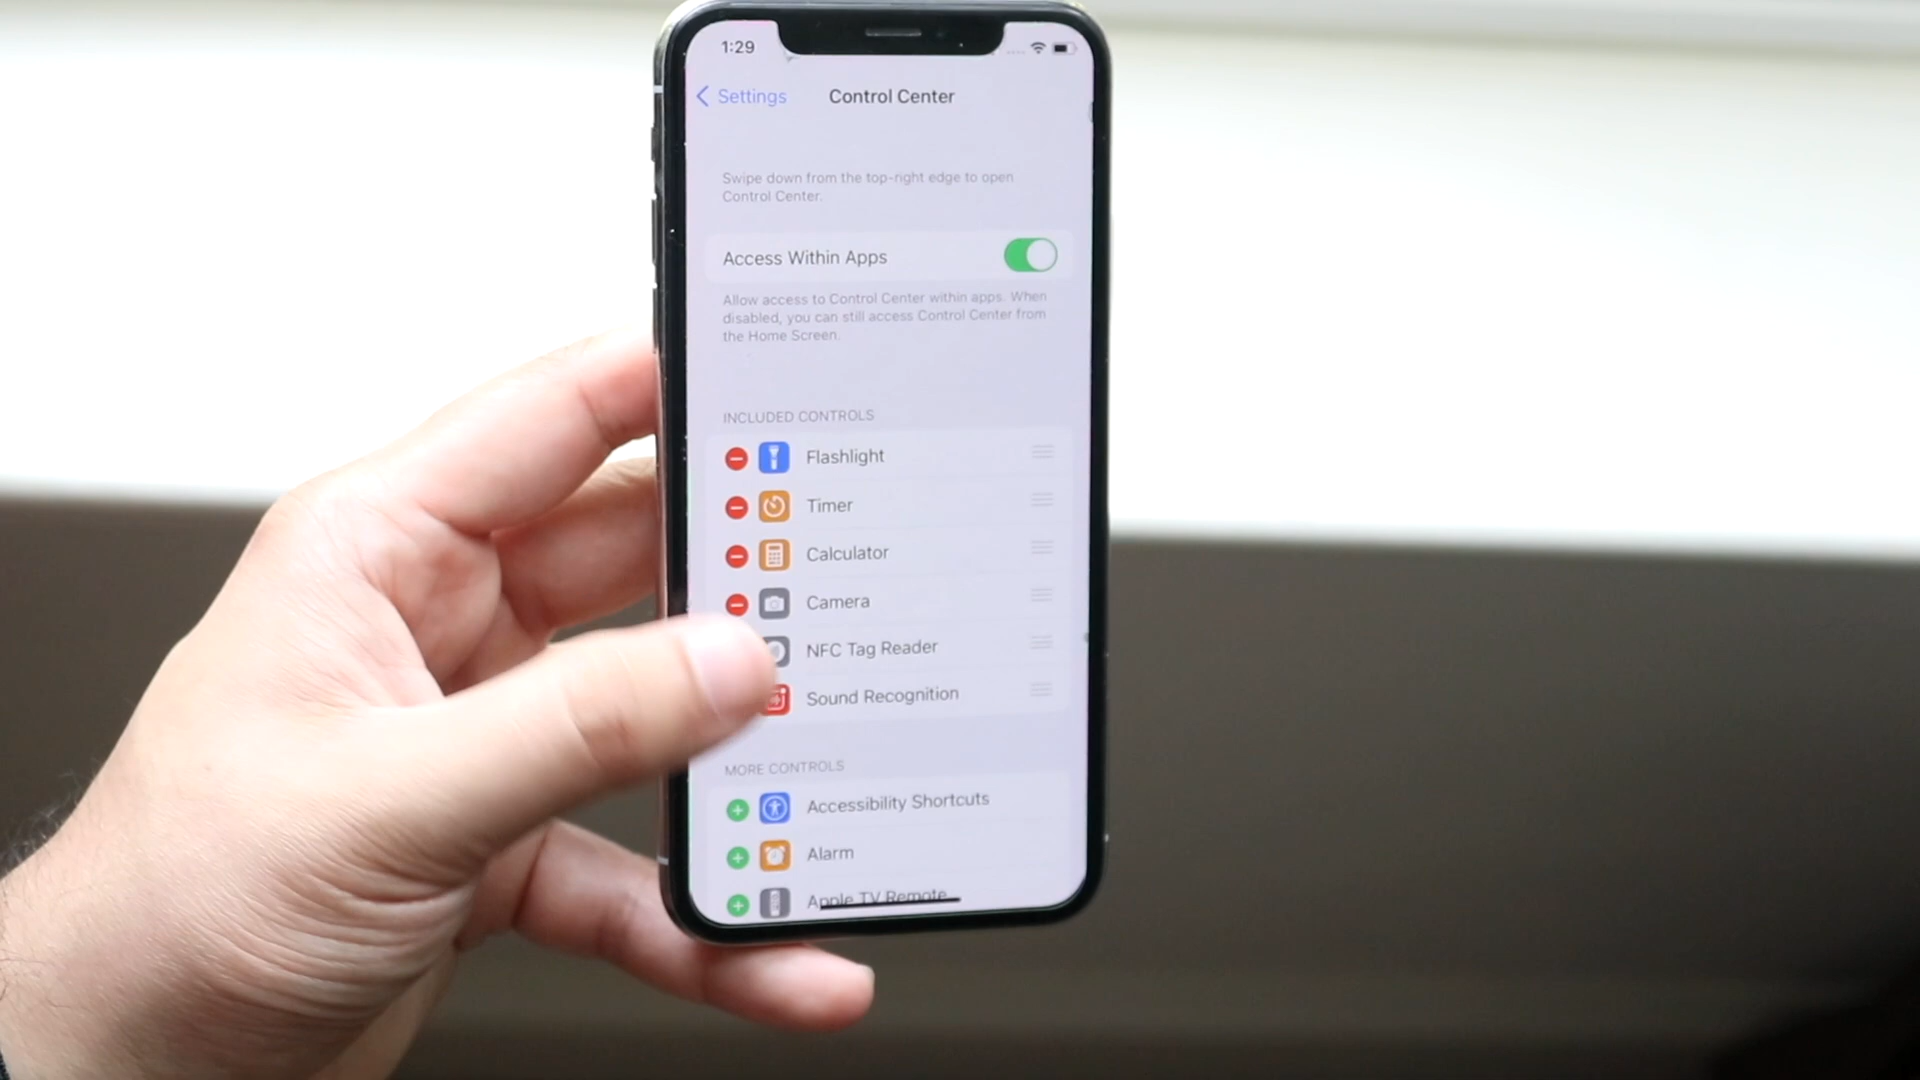 1:29
Settings
Control Center
Swipe down from the top-right edge to open
Control Center.
Access Within Apps
Allow access to Control Center within apps. When
disabled, you can still access Control Center from
the Home Screen.
INCLUDED CONTROLS
Flashlight
Timer
Calculator
Camera
NFC Tag Reader
Sound Recognition
MORE CONTROLS
Accessibility Shortcuts
Alarm
Apple TV Remote